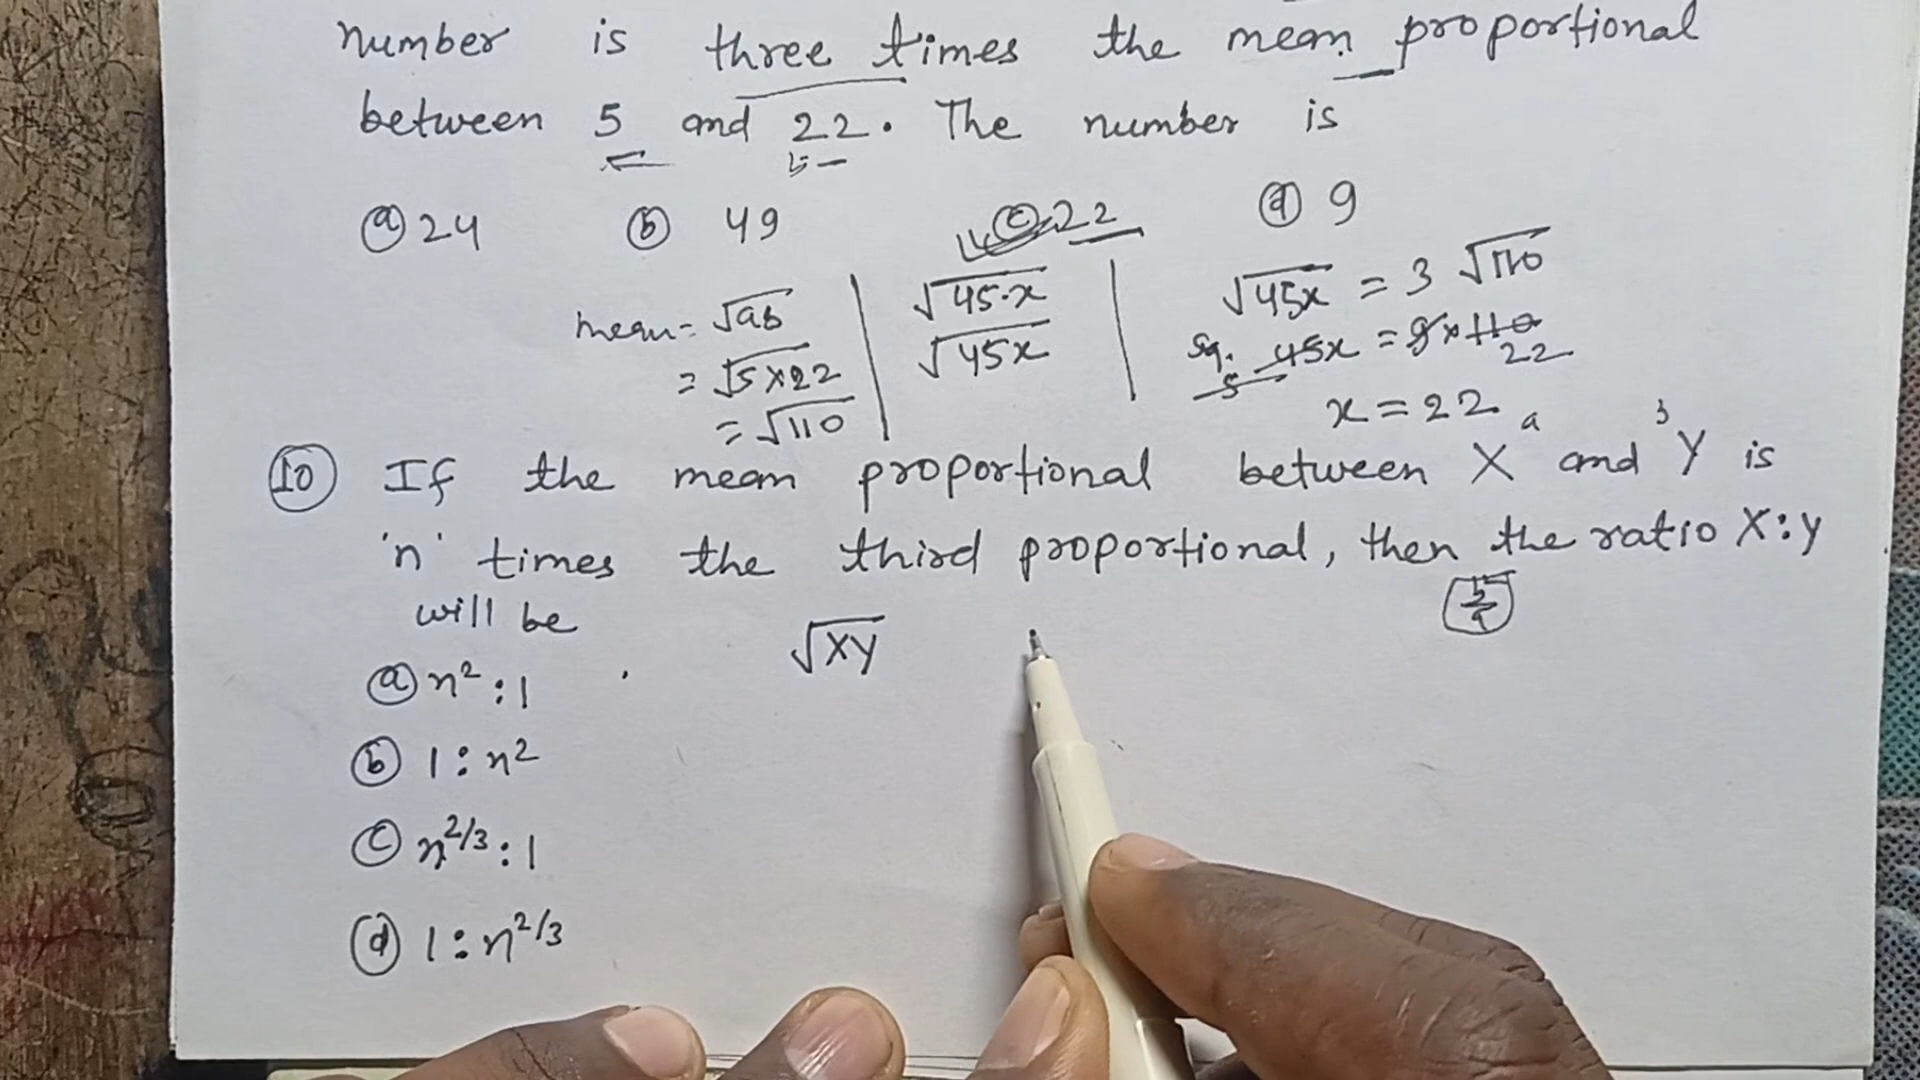 number is three times the mean proportional
between 5 and 22. The number is
ⓐ 24 ⓑ 49 ⓒ 22 ⓓ 9
mean = √ab
= √5×22
= √110
√45·x
√45x
√45x = 3 √110
Sq. 45x = 9×110
5 22
x = 22
a b
⑩ If the mean proportional between X and Y is
'n' times the third proportional, then the ratio X:y
will be
√XY
ⓐ n² : 1
ⓑ 1 : n²
ⓒ n^2/3 : 1
ⓓ 1 : n^2/3